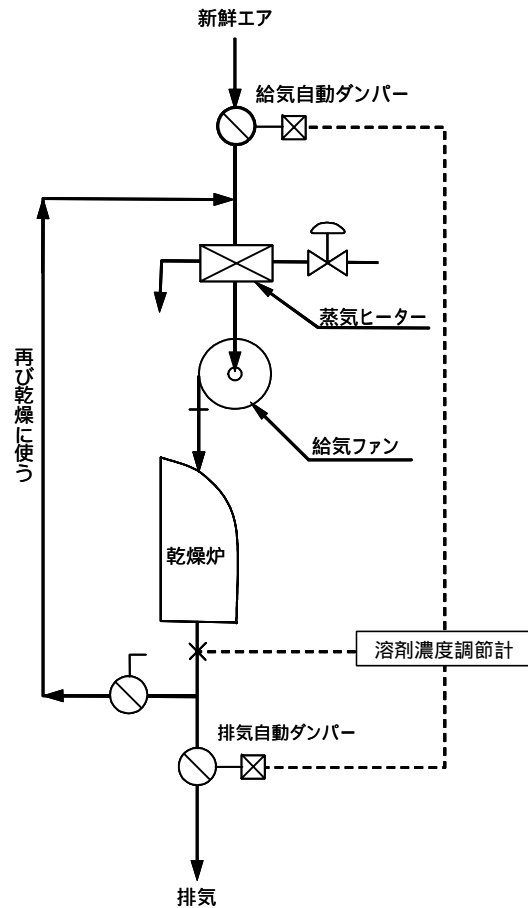 新鮮エア
給気自動ダンパー
蒸気ヒーター
再び乾燥に使う
給気ファン
乾燥炉
溶剤濃度調節計
排気自動ダンパー
排気